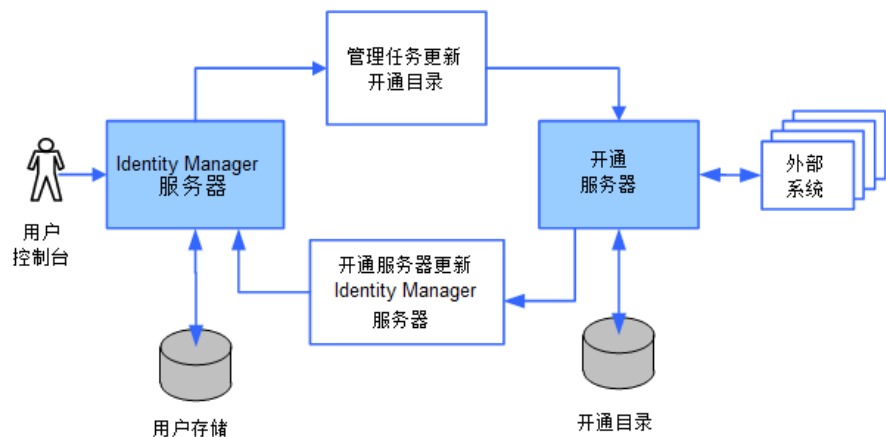 管理任务更新
开通目录
Identity Manager
服务器
开通
服务器
外部
系统
用户
控制台
开通服务器更新
Identity Manager
服务器
用户存储
开通目录